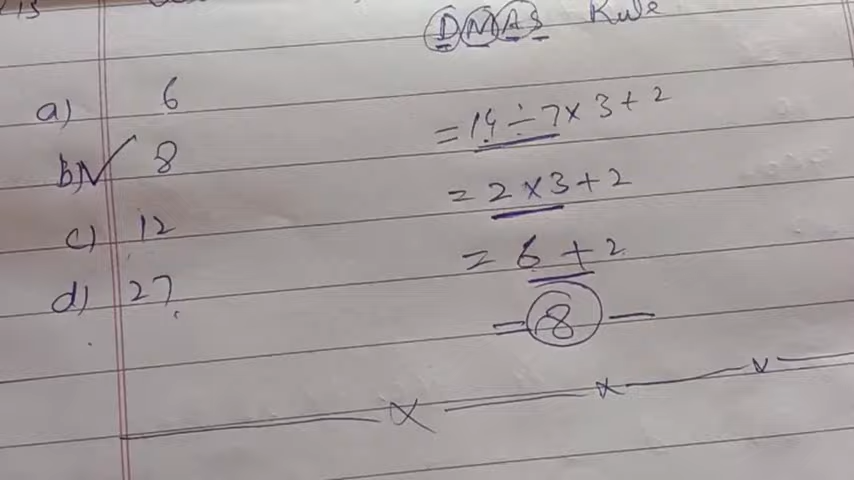 DMAS Rule
a) 6
b) ✓ 8
c) 12
d) 27
= 14 ÷ 7 × 3 + 2
= 2 × 3 + 2
= 6 + 2
= 8